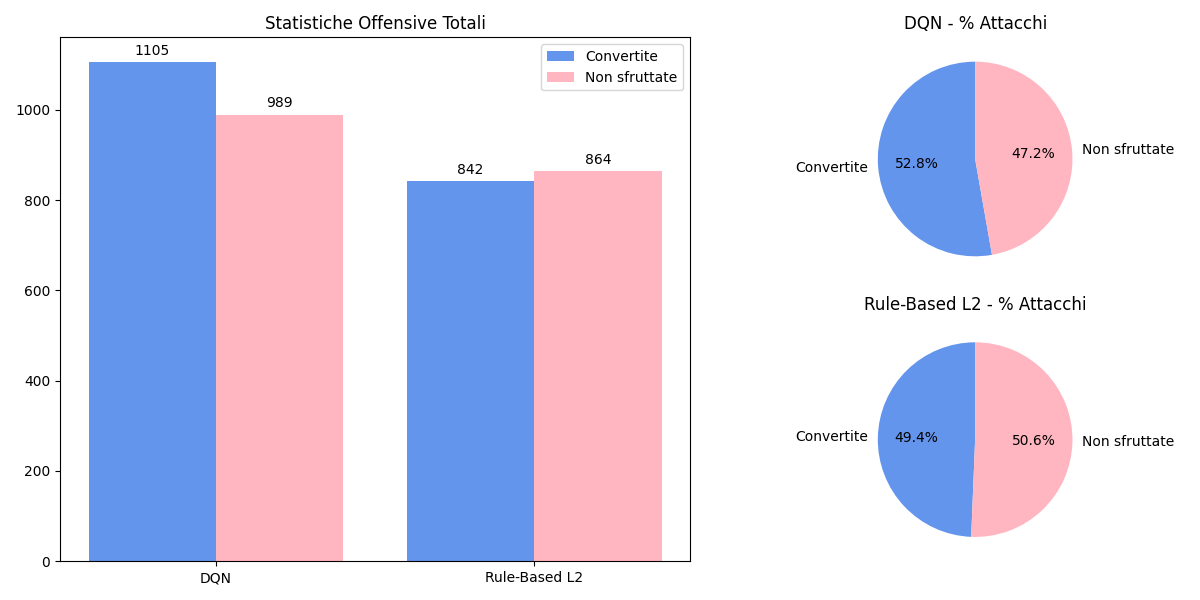 Statistiche Offensive Totali
1105
989
842
864
Convertite
Non sfruttate
1000
800
600
400
200
0
DQN
Rule-Based L2
DQN - % Attacchi
Convertite
52.8%
47.2%
Non sfruttate
Rule-Based L2 - % Attacchi
Convertite
49.4%
50.6%
Non sfruttate